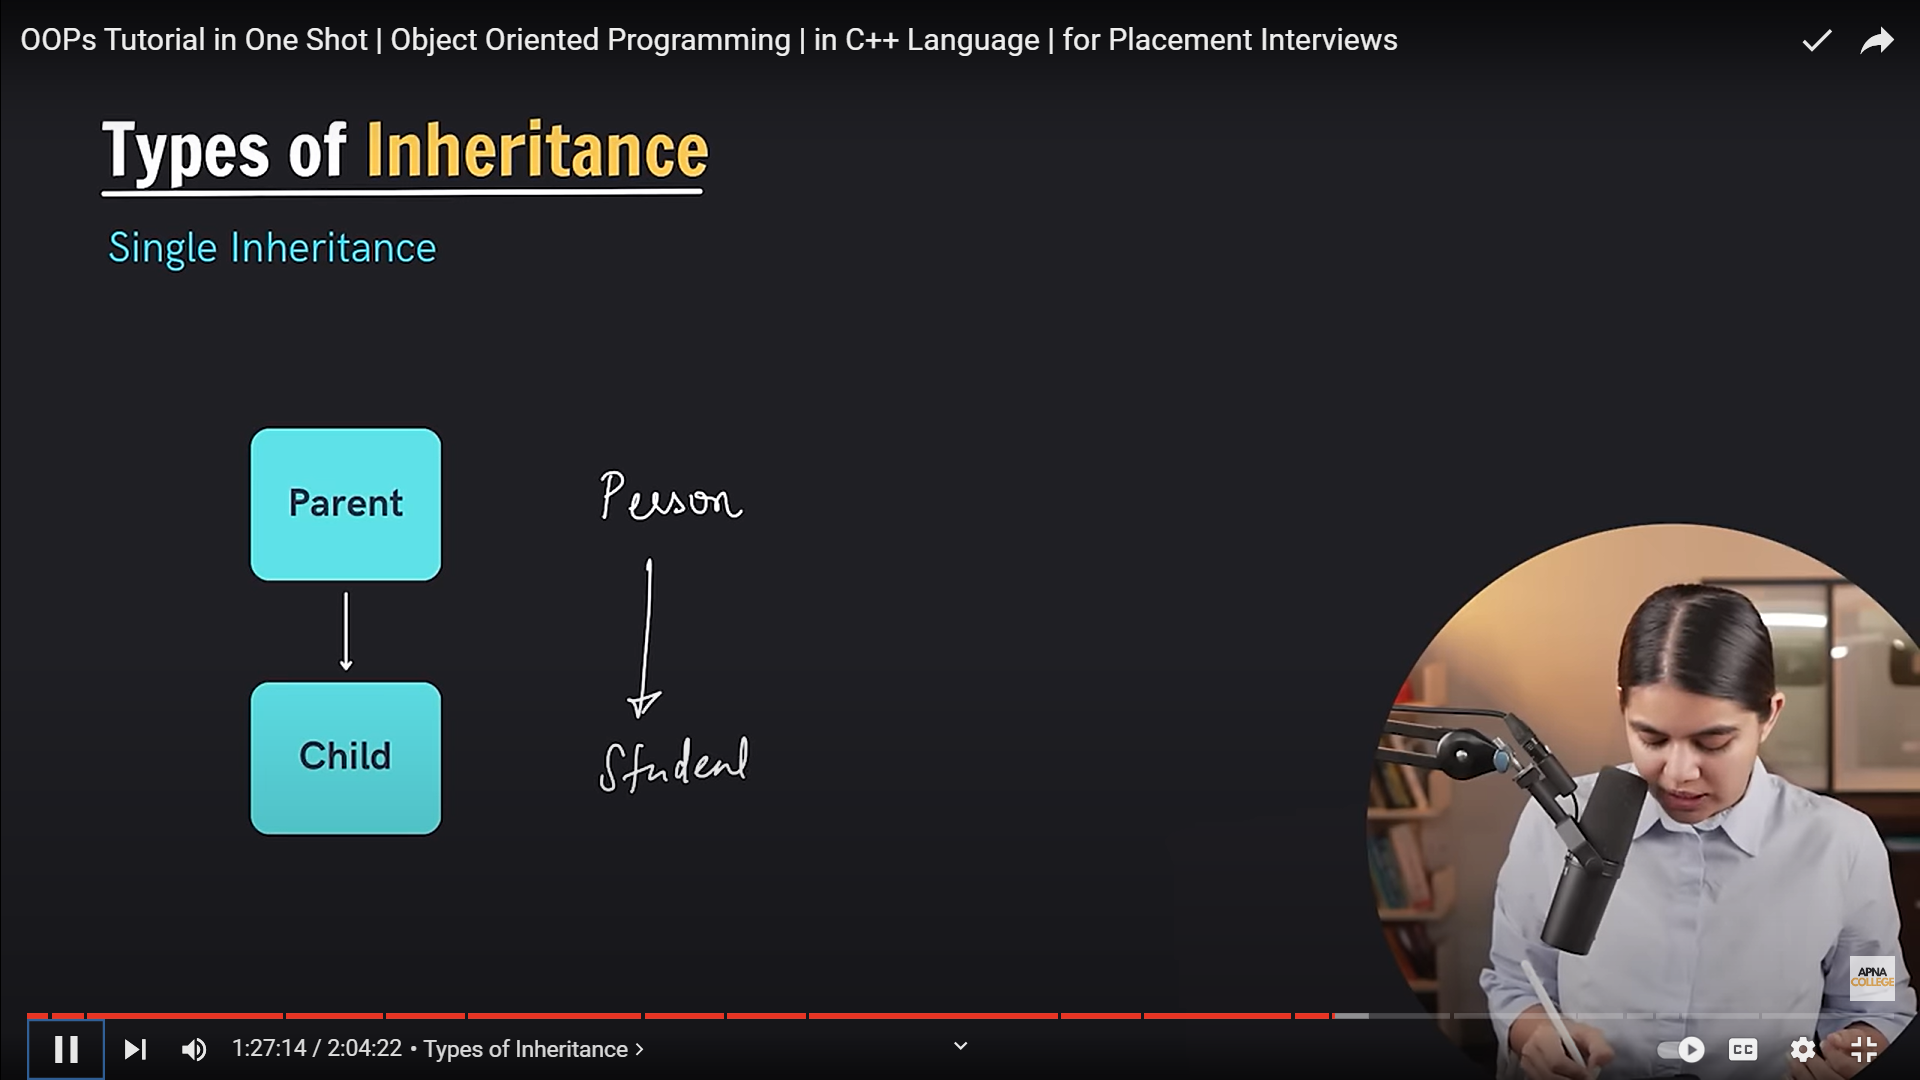 OOPs Tutorial in One Shot | Object Oriented Programming | in C++ Language | for Placement Interviews
Types of Inheritance
Single Inheritance
Parent
Person
Child
Student
APNA
COLLEGE
1:27:14 / 2:04:22 • Types of Inheritance ›
CC